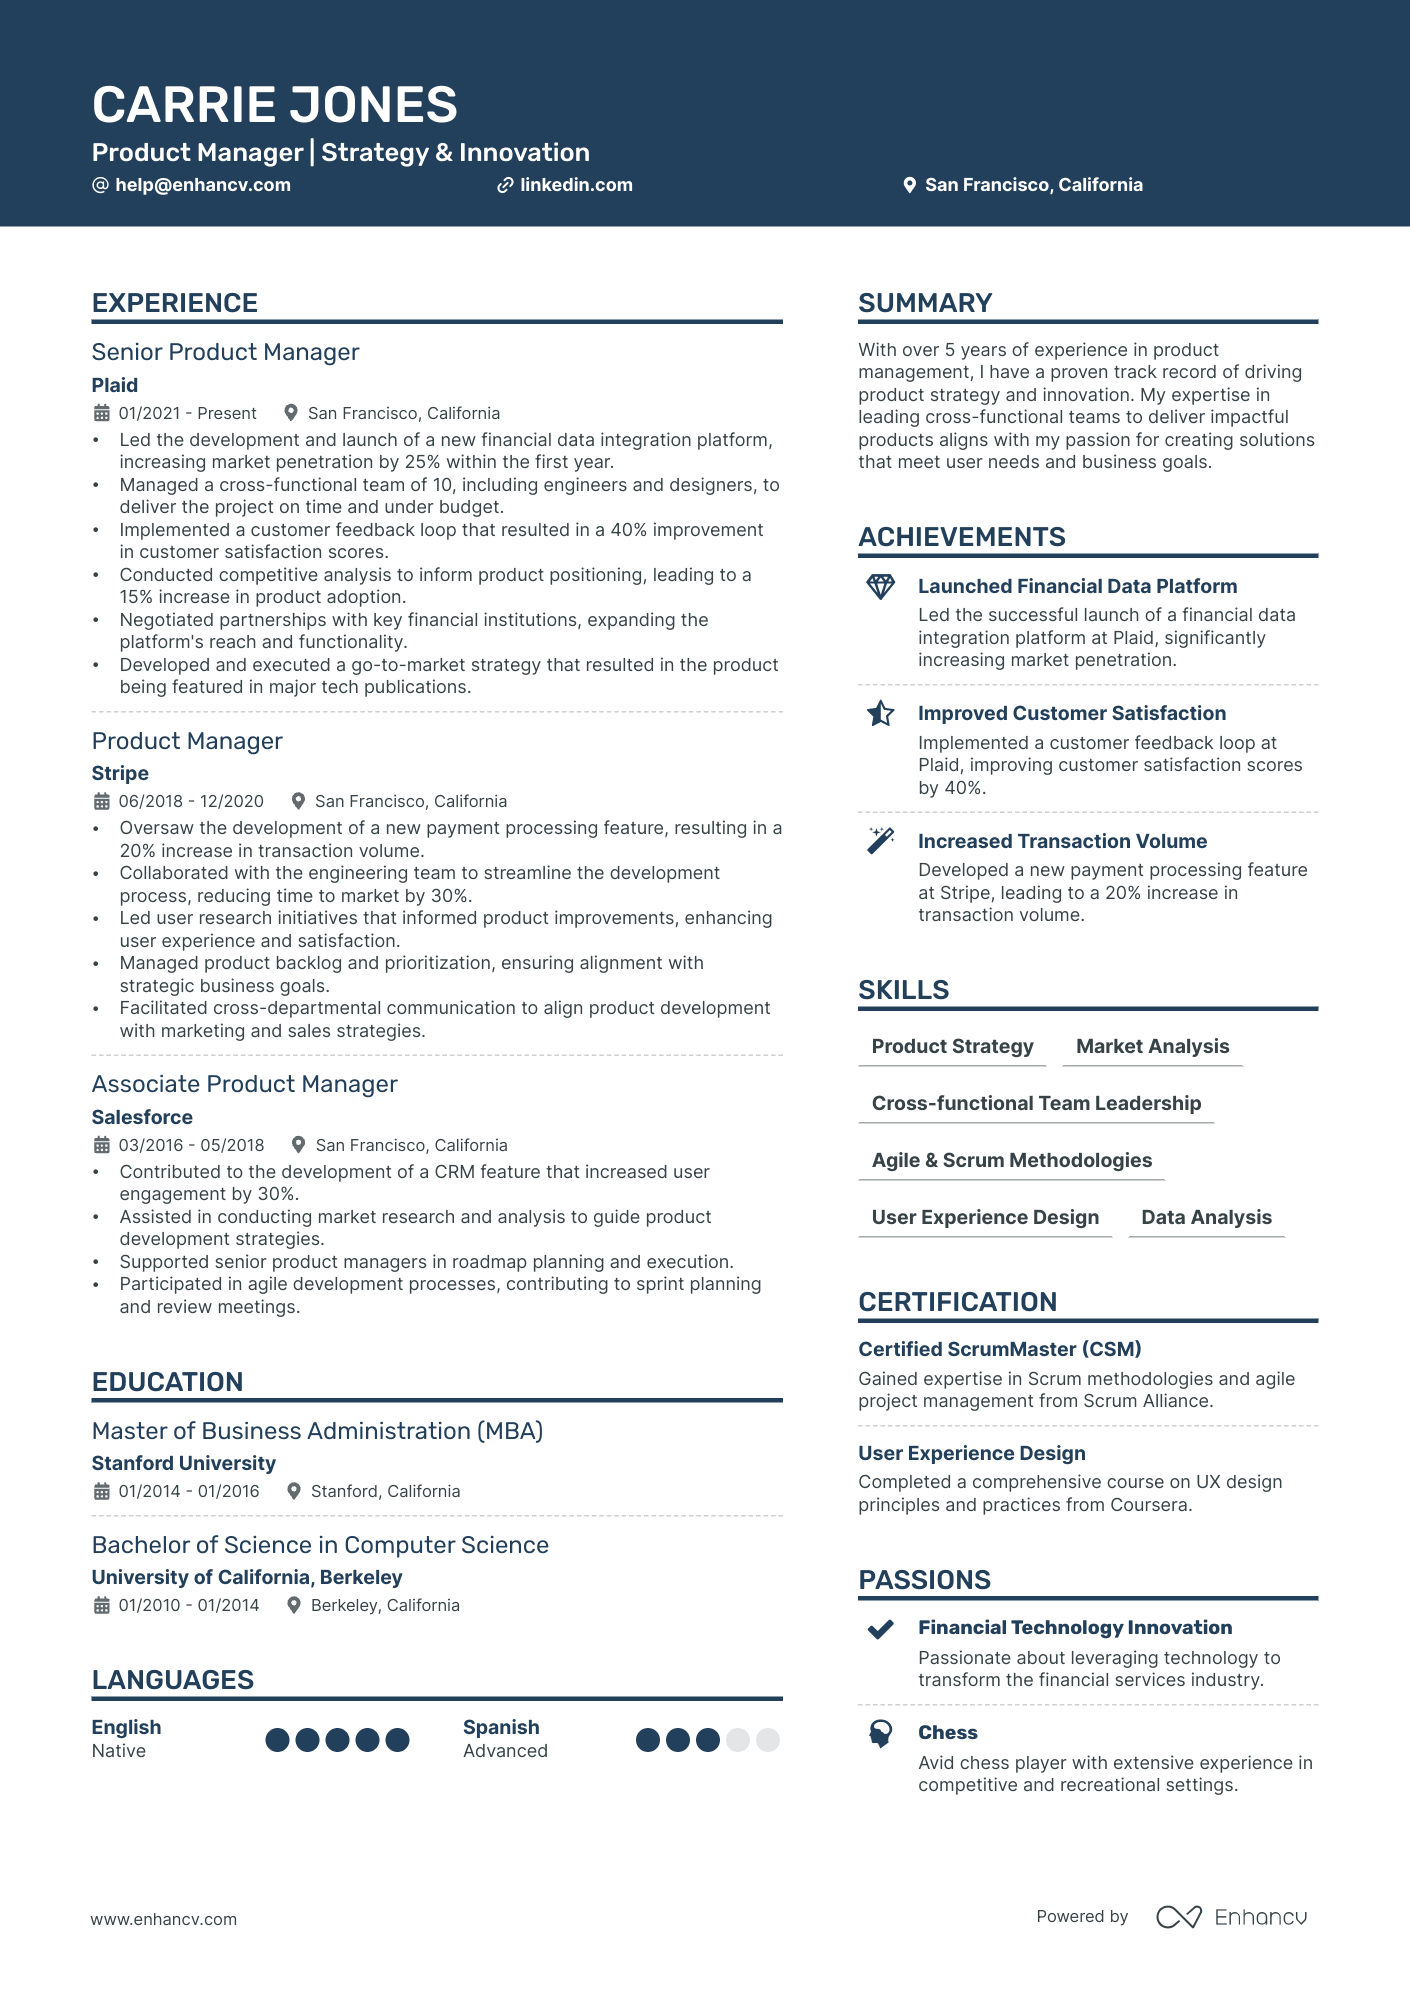 CARRIE JONES
Product Manager | Strategy & Innovation
help@enhancv.com
linkedin.com
San Francisco, California
EXPERIENCE
Senior Product Manager
Plaid
01/2021 - Present
San Francisco, California
• Led the development and launch of a new financial data integration platform,
increasing market penetration by 25% within the first year.
• Managed a cross-functional team of 10, including engineers and designers, to
deliver the project on time and under budget.
• Implemented a customer feedback loop that resulted in a 40% improvement
in customer satisfaction scores.
• Conducted competitive analysis to inform product positioning, leading to a
15% increase in product adoption.
• Negotiated partnerships with key financial institutions, expanding the
platform's reach and functionality.
• Developed and executed a go-to-market strategy that resulted in the product
being featured in major tech publications.
Product Manager
Stripe
06/2018 - 12/2020
San Francisco, California
• Oversaw the development of a new payment processing feature, resulting in a
20% increase in transaction volume.
• Collaborated with the engineering team to streamline the development
process, reducing time to market by 30%.
• Led user research initiatives that informed product improvements, enhancing
user experience and satisfaction.
• Managed product backlog and prioritization, ensuring alignment with
strategic business goals.
• Facilitated cross-departmental communication to align product development
with marketing and sales strategies.
Associate Product Manager
Salesforce
03/2016 - 05/2018
San Francisco, California
• Contributed to the development of a CRM feature that increased user
engagement by 30%.
• Assisted in conducting market research and analysis to guide product
development strategies.
• Supported senior product managers in roadmap planning and execution.
• Participated in agile development processes, contributing to sprint planning
and review meetings.
EDUCATION
Master of Business Administration (MBA)
Stanford University
01/2014 - 01/2016
Stanford, California
Bachelor of Science in Computer Science
University of California, Berkeley
01/2010 - 01/2014
Berkeley, California
LANGUAGES
English
Native
Spanish
Advanced
SUMMARY
With over 5 years of experience in product
management, I have a proven track record of driving
product strategy and innovation. My expertise in
leading cross-functional teams to deliver impactful
products aligns with my passion for creating solutions
that meet user needs and business goals.
ACHIEVEMENTS
Launched Financial Data Platform
Led the successful launch of a financial data
integration platform at Plaid, significantly
increasing market penetration.
Improved Customer Satisfaction
Implemented a customer feedback loop at
Plaid, improving customer satisfaction scores
by 40%.
Increased Transaction Volume
Developed a new payment processing feature
at Stripe, leading to a 20% increase in
transaction volume.
SKILLS
Product Strategy
Market Analysis
Cross-functional Team Leadership
Agile & Scrum Methodologies
User Experience Design
Data Analysis
CERTIFICATION
Certified ScrumMaster (CSM)
Gained expertise in Scrum methodologies and agile
project management from Scrum Alliance.
User Experience Design
Completed a comprehensive course on UX design
principles and practices from Coursera.
PASSIONS
Financial Technology Innovation
Passionate about leveraging technology to
transform the financial services industry.
Chess
Avid chess player with extensive experience in
competitive and recreational settings.
www.enhancv.com
Powered by
Enhancv